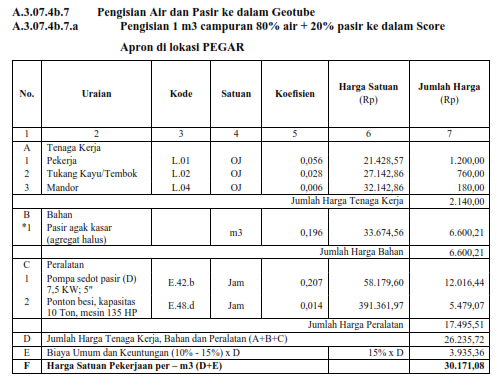 A.3.07.4b.7 Pengisian Air dan Pasir ke dalam Geotube
A.3.07.4b.7.a Pengisian 1 m3 campuran 80% air + 20% pasir ke dalam Score
Apron di lokasi PEGAR
No. Uraian Kode Satuan Koefisien Harga Satuan (Rp) Jumlah Harga (Rp)
1 2 3 4 5 6 7
A Tenaga Kerja
1 Pekerja L.01 OJ 0,056 21.428,57 1.200,00
2 Tukang Kayu/Tembok L.02 OJ 0,028 27.142,86 760,00
3 Mandor L.04 OJ 0,006 32.142,86 180,00
Jumlah Harga Tenaga Kerja 2.140,00
B Bahan
*1 Pasir agak kasar (agregat halus) m3 0,196 33.674,56 6.600,21
Jumlah Harga Bahan 6.600,21
C Peralatan
1 Pompa sedot pasir (D) 7,5 KW; 5" E.42.b Jam 0,207 58.179,60 12.016,44
2 Ponton besi, kapasitas 10 Ton, mesin 135 HP E.48.d Jam 0,014 391.361,97 5.479,07
Jumlah Harga Peralatan 17.495,51
D Jumlah Harga Tenaga Kerja, Bahan dan Peralatan (A+B+C) 26.235,72
E Biaya Umum dan Keuntungan (10% - 15%) x D 15% x D 3.935,36
F Harga Satuan Pekerjaan per – m3 (D+E) 30.171,08